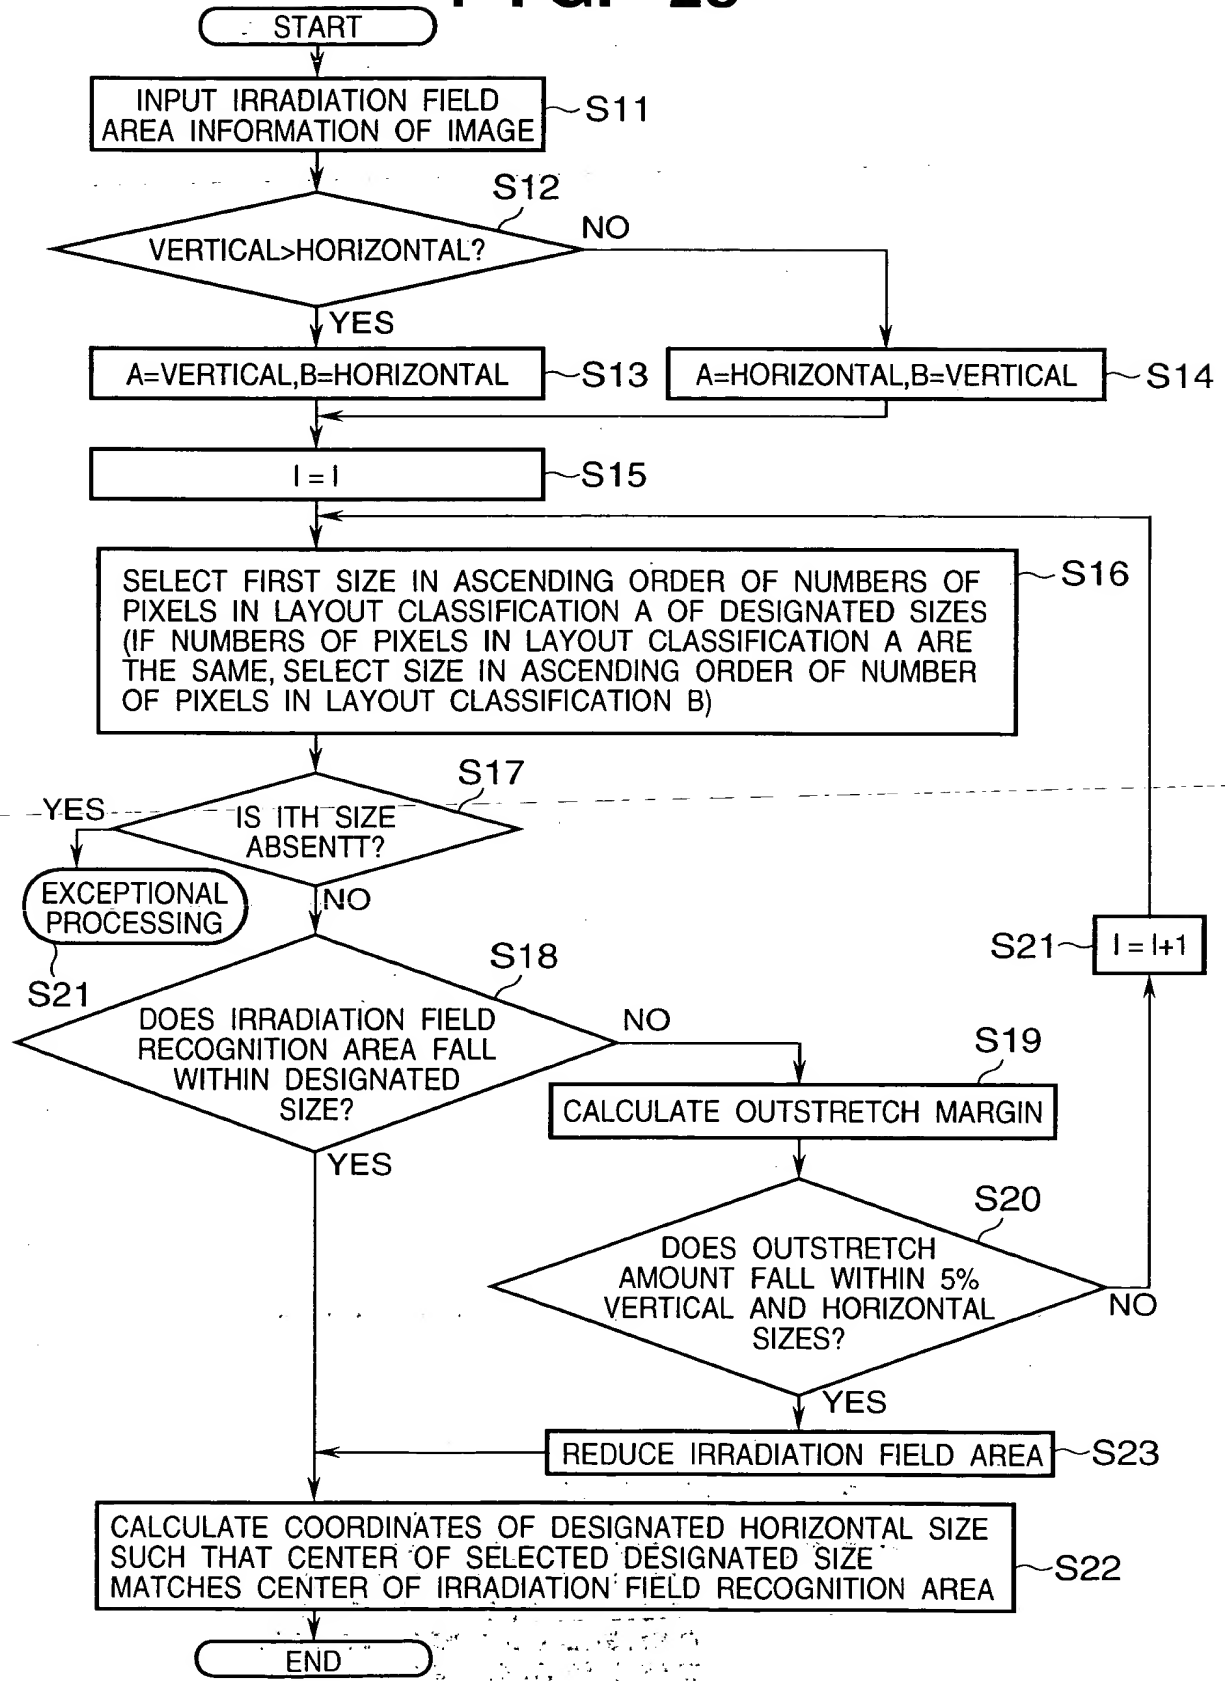 START
INPUT IRRADIATION FIELD
AREA INFORMATION OF IMAGE
S11
S12
VERTICAL>HORIZONTAL?
NO
YES
A=VERTICAL,B=HORIZONTAL
S13
A=HORIZONTAL,B=VERTICAL
S14
I = I
S15
SELECT FIRST SIZE IN ASCENDING ORDER OF NUMBERS OF
PIXELS IN LAYOUT CLASSIFICATION A OF DESIGNATED SIZES
(IF NUMBERS OF PIXELS IN LAYOUT CLASSIFICATION A ARE
THE SAME, SELECT SIZE IN ASCENDING ORDER OF NUMBER
OF PIXELS IN LAYOUT CLASSIFICATION B)
S16
S17
YES
IS ITH SIZE
ABSENTT?
EXCEPTIONAL
PROCESSING
S21
NO
S18
DOES IRRADIATION FIELD
RECOGNITION AREA FALL
WITHIN DESIGNATED
SIZE?
NO
YES
S21
I = I+1
S19
CALCULATE OUTSTRETCH MARGIN
S20
DOES OUTSTRETCH
AMOUNT FALL WITHIN 5%
VERTICAL AND HORIZONTAL
SIZES?
NO
YES
REDUCE IRRADIATION FIELD AREA
S23
CALCULATE COORDINATES OF DESIGNATED HORIZONTAL SIZE
SUCH THAT CENTER OF SELECTED DESIGNATED SIZE
MATCHES CENTER OF IRRADIATION FIELD RECOGNITION AREA
S22
END